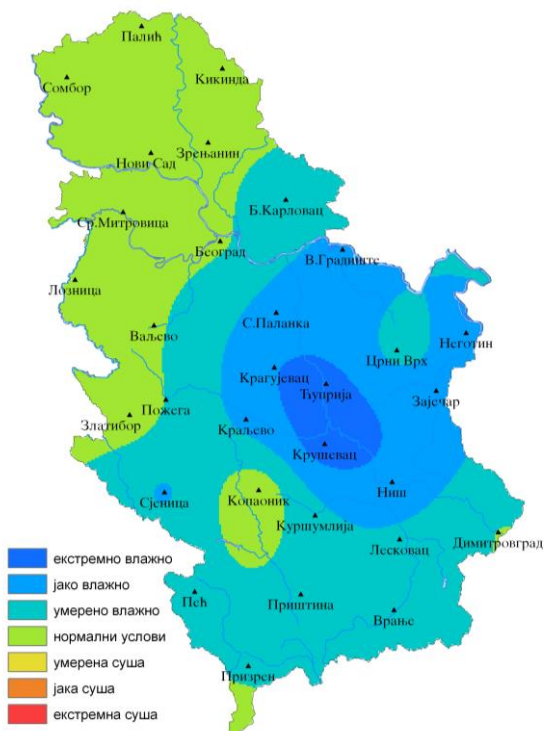 Палић
Сомбор
Кикинда
Зрењанин
Нови Сад
Б.Карловац
Ср.Митровица
Београд
В.Градиште
Лозница
С.Паланка
Ваљево
Неготин
Црни Врх
Крагујевац
Ћуприја
Зајечар
Пожега
Златибор
Краљево
Крушевац
Ниш
Сјеница
Копаоник
Куршумлија
Лесковац
Димитровград
Пећ
Приштина
Врање
Призрен
екстремно влажно
јако влажно
умерено влажно
нормални услови
умерена суша
јака суша
екстремна суша